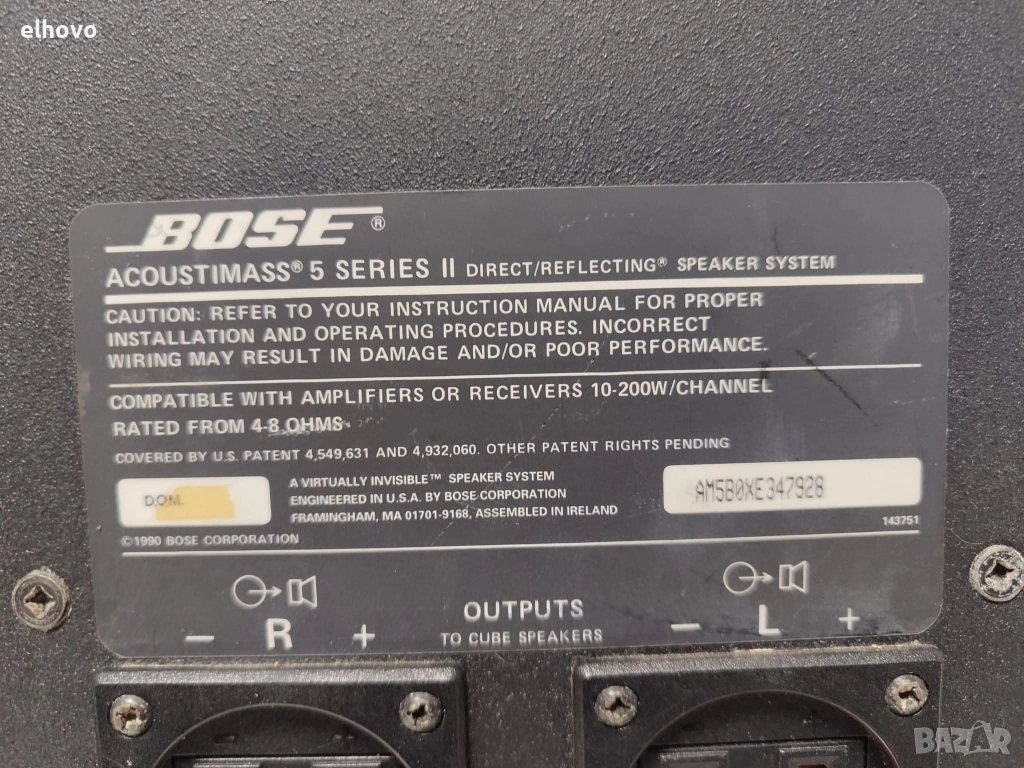 elhovo
BOSE®
ACOUSTIMASS® 5 SERIES II DIRECT/REFLECTING® SPEAKER SYSTEM
CAUTION: REFER TO YOUR INSTRUCTION MANUAL FOR PROPER
INSTALLATION AND OPERATING PROCEDURES. INCORRECT
WIRING MAY RESULT IN DAMAGE AND/OR POOR PERFORMANCE.
COMPATIBLE WITH AMPLIFIERS OR RECEIVERS 10-200W/CHANNEL
RATED FROM 4-8 OHMS
COVERED BY U.S. PATENT 4,549,631 AND 4,932,060. OTHER PATENT RIGHTS PENDING
D.O.M.
A VIRTUALLY INVISIBLE™ SPEAKER SYSTEM
ENGINEERED IN U.S.A. BY BOSE CORPORATION
FRAMINGHAM, MA 01701-9168, ASSEMBLED IN IRELAND
AM5B0XE347928
143751
©1990 BOSE CORPORATION
− R +
OUTPUTS
TO CUBE SPEAKERS
− L +
BAZAR